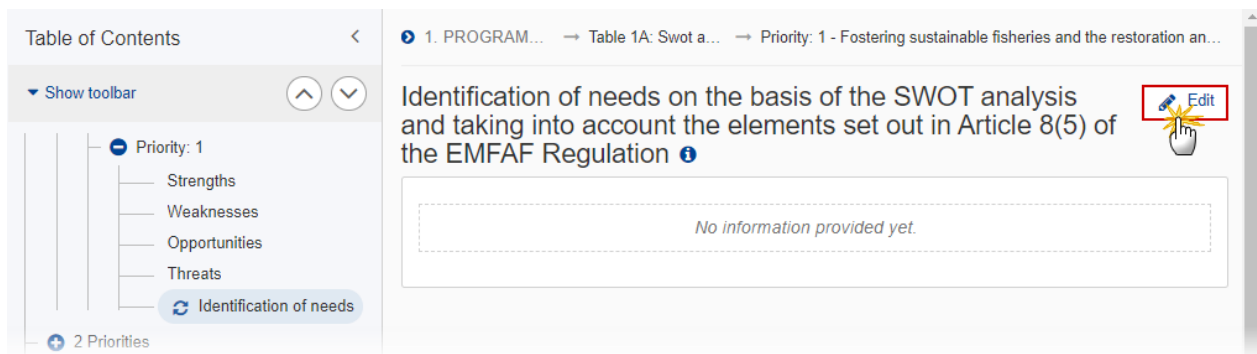 Table of Contents
Show toolbar
Priority: 1
Strengths
Weaknesses
Opportunities
Threats
Identification of needs
2 Priorities
1. PROGRAM... → Table 1A: Swot a... → Priority: 1 - Fostering sustainable fisheries and the restoration an...
Identification of needs on the basis of the SWOT analysis
and taking into account the elements set out in Article 8(5) of
the EMFAF Regulation
Edit
No information provided yet.